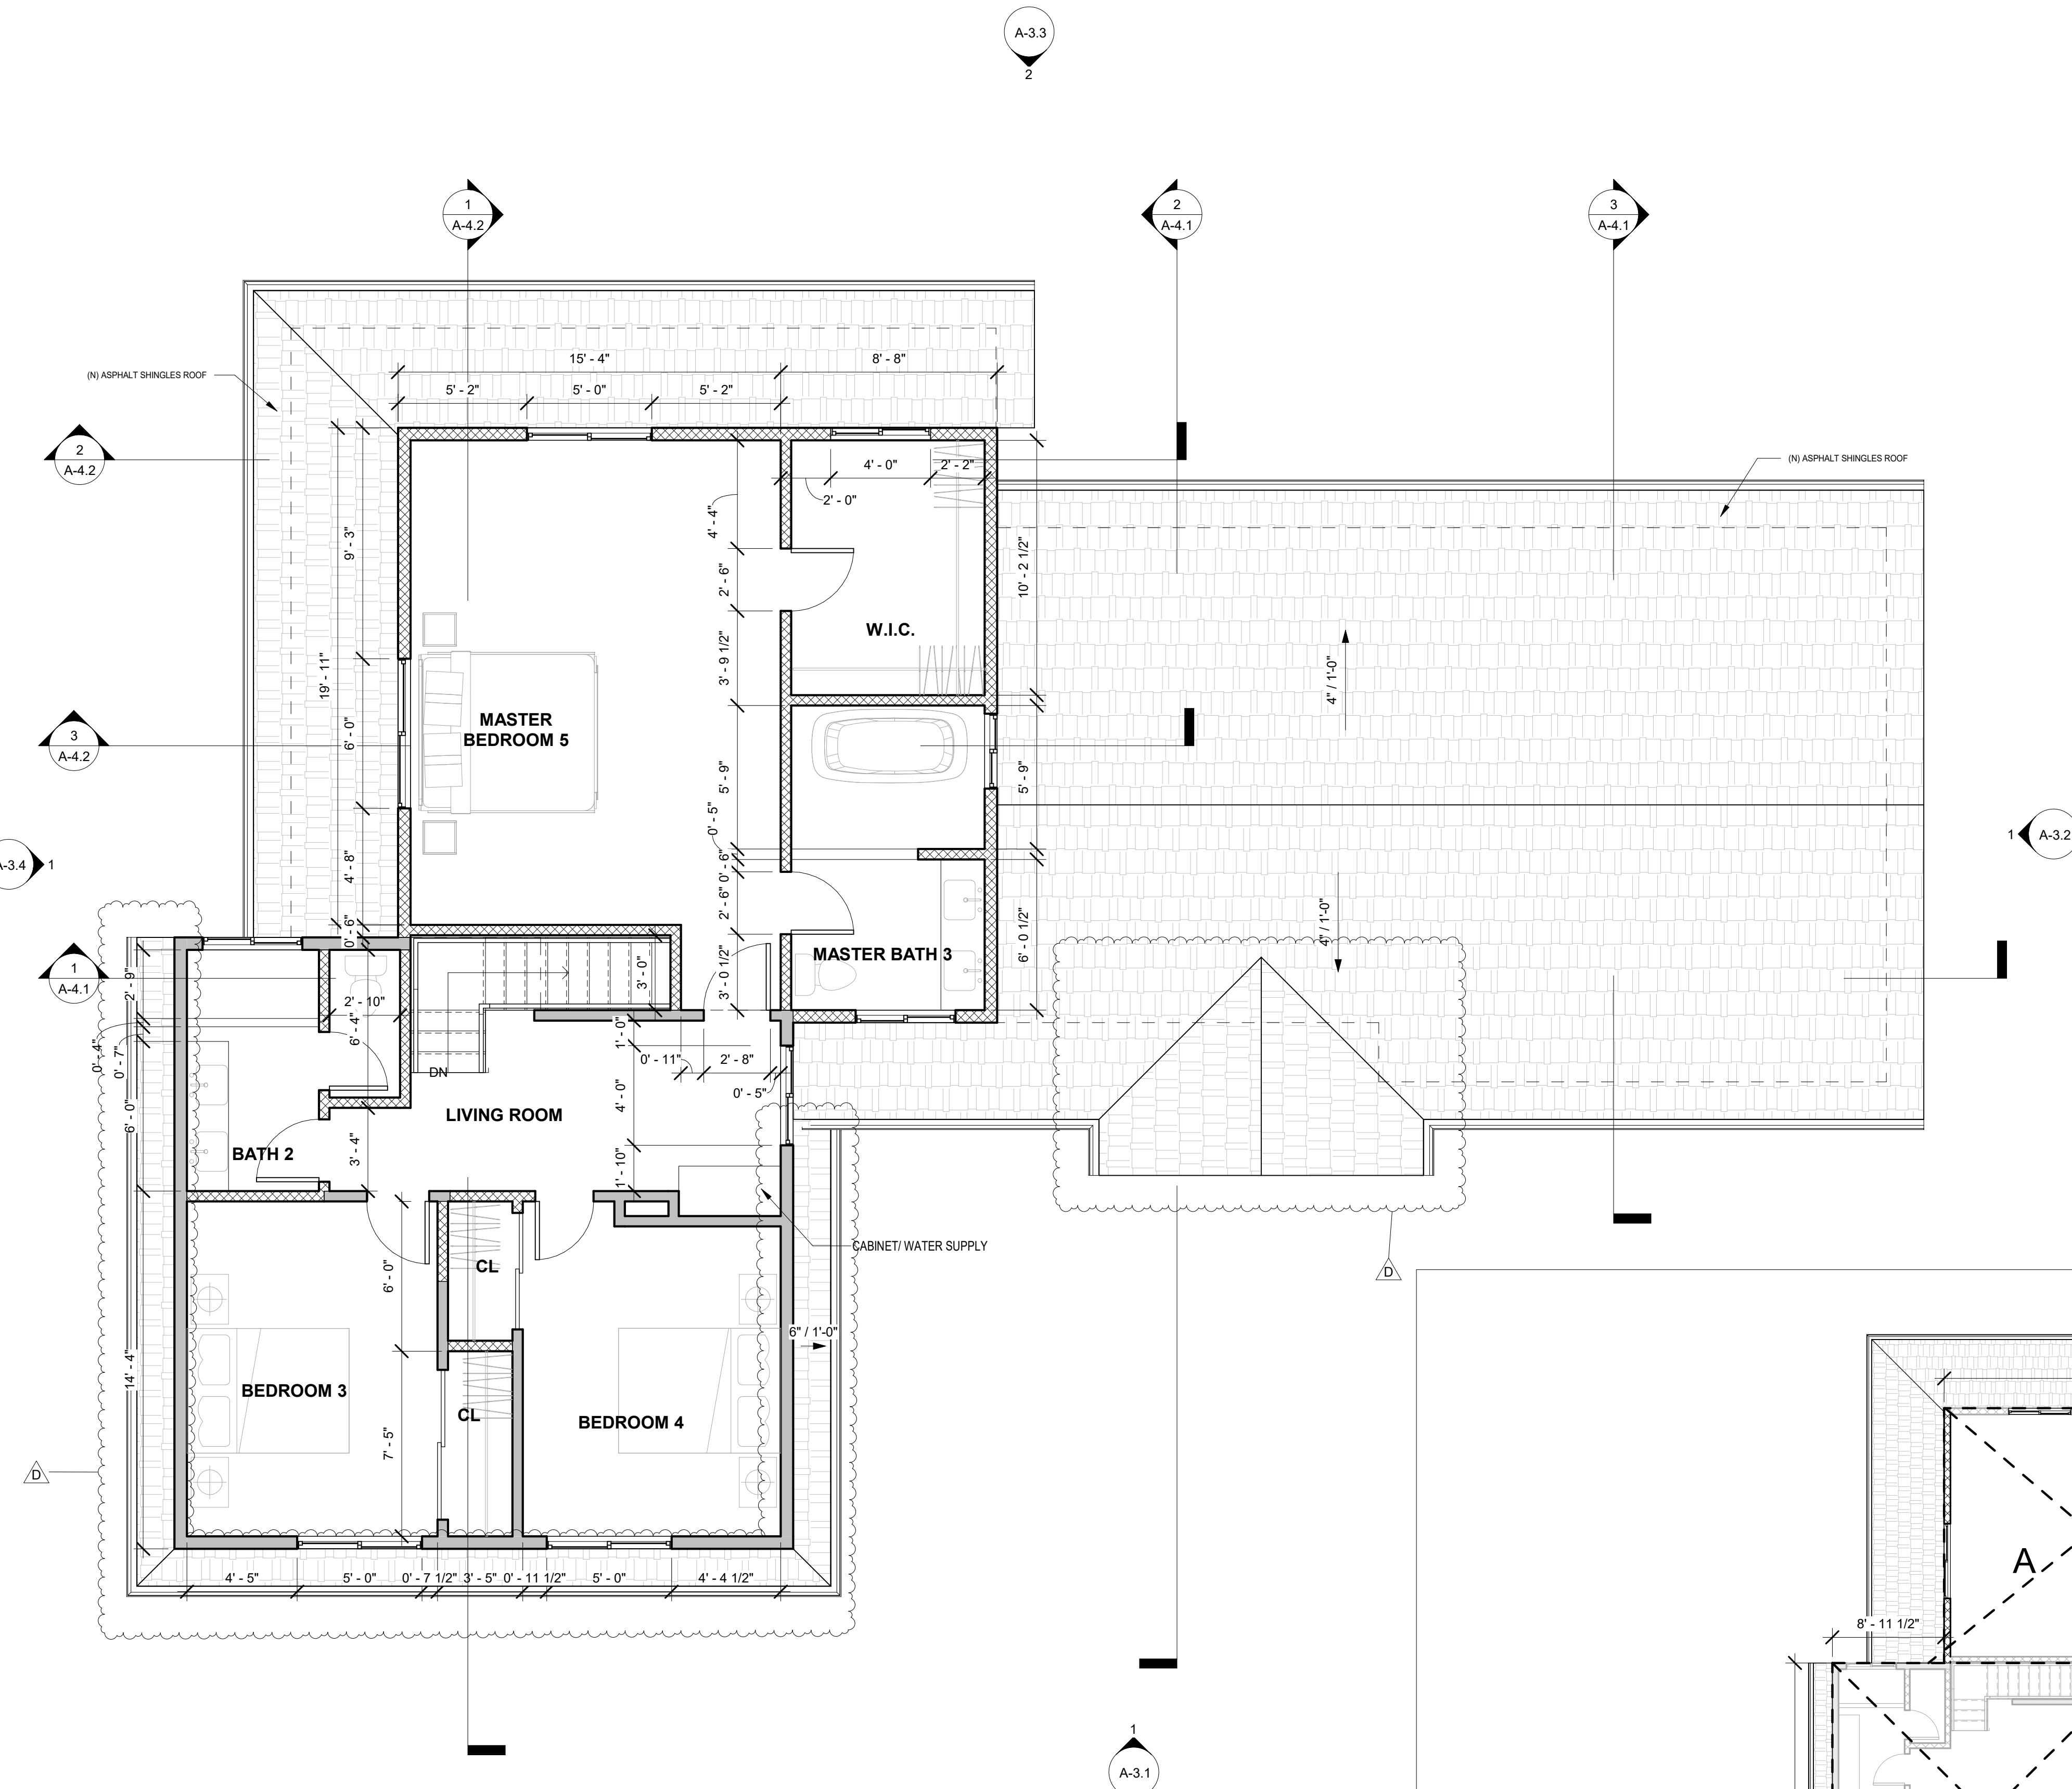 A-3.3
2
1
A-4.2
2
A-4.1
3
A-4.1
15' - 4"
8' - 8"
(N) ASPHALT SHINGLES ROOF
5' - 2"
5' - 0"
5' - 2"
2
A-4.2
(N) ASPHALT SHINGLES ROOF
4' - 0"
2' - 2"
2' - 0"
4' - 4"
9' - 3"
10' - 2 1/2"
2' - 6"
W.I.C.
3' - 9 1/2"
19' - 11"
4" / 1'-0"
MASTER
BEDROOM 5
6' - 0"
3
A-4.2
5' - 9"
5' - 9"
0' - 5"
A-3.4
1
1
A-3.2
4' - 8"
0' - 6"
2' - 6"
4" / 1'-0"
6' - 0 1/2"
0' - 6"
MASTER BATH 3
3' - 0 1/2"
3' - 0"
1
A-4.1
2' - 9"
2' - 10"
6' - 4"
1' - 0"
0' - 4"
0' - 7"
0' - 11"
2' - 8"
0' - 5"
DN
4' - 0"
LIVING ROOM
6' - 0"
BATH 2
3' - 4"
1' - 10"
CABINET/ WATER SUPPLY
CL
D
6' - 0"
6" / 1'-0"
14' - 4"
BEDROOM 3
CL
BEDROOM 4
7' - 5"
D
A
4' - 5"
5' - 0"
0' - 7 1/2"
3' - 5"
0' - 11 1/2"
5' - 0"
4' - 4 1/2"
8' - 11 1/2"
1
A-3.1